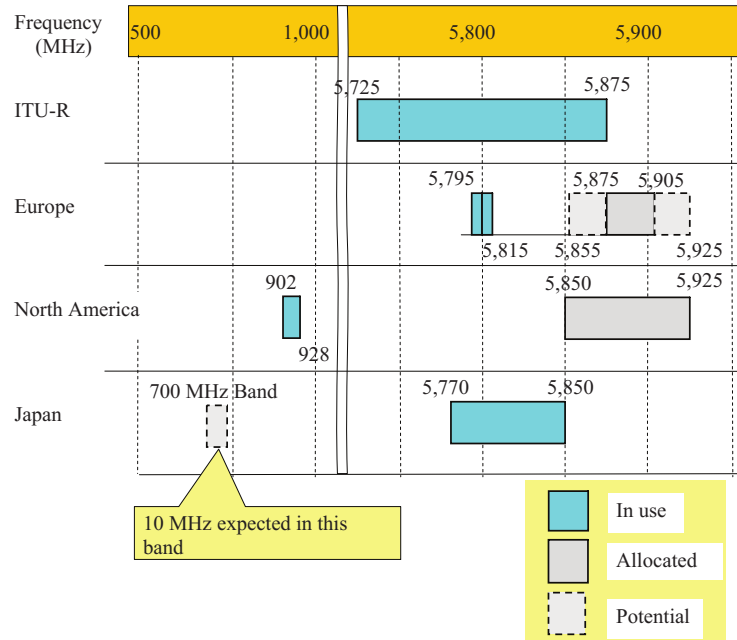 Frequency
(MHz)
500
1,000
5,800
5,900
ITU-R
5,725
5,875
Europe
5,795
5,815
5,875
5,905
5,855
5,925
North America
902
928
5,850
5,925
Japan
700 MHz Band
5,770
5,850
10 MHz expected in this
band
In use
Allocated
Potential